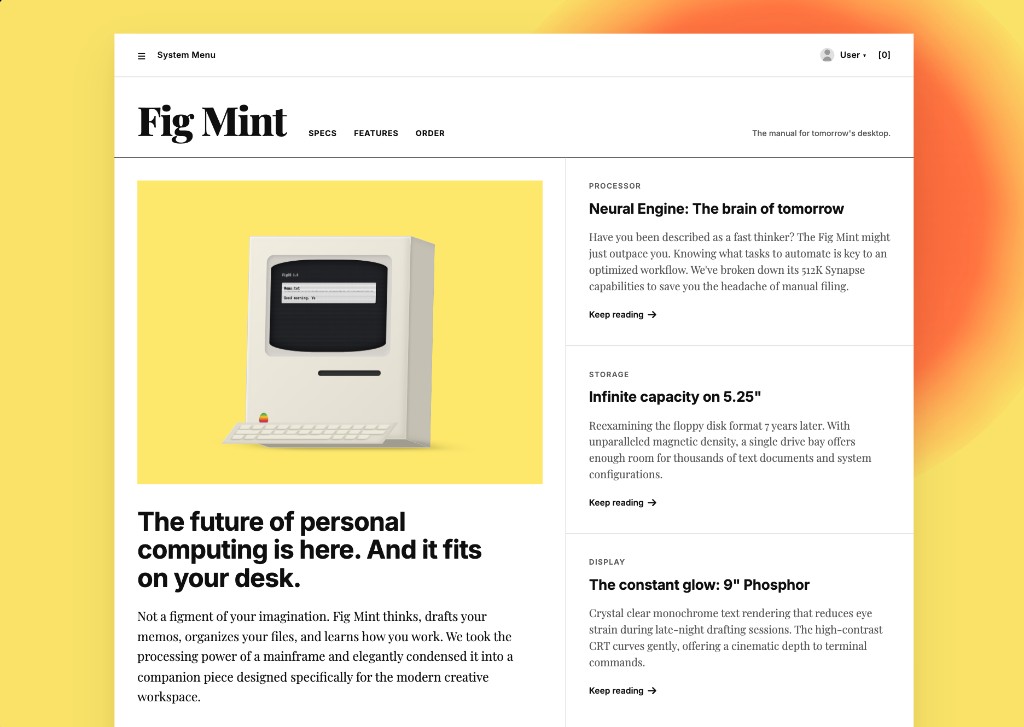 System Menu
User ▾ [0]
Fig Mint
SPECS FEATURES ORDER
The manual for tomorrow's desktop.
The future of personal
computing is here. And it fits
on your desk.
Not a figment of your imagination. Fig Mint thinks, drafts your
memos, organizes your files, and learns how you work. We took the
processing power of a mainframe and elegantly condensed it into a
companion piece designed specifically for the modern creative
workspace.
PROCESSOR
Neural Engine: The brain of tomorrow
Have you been described as a fast thinker? The Fig Mint might
just outpace you. Knowing what tasks to automate is key to an
optimized workflow. We've broken down its 512K Synapse
capabilities to save you the headache of manual filing.
Keep reading →
STORAGE
Infinite capacity on 5.25"
Reexamining the floppy disk format 7 years later. With
unparalleled magnetic density, a single drive bay offers
enough room for thousands of text documents and system
configurations.
Keep reading →
DISPLAY
The constant glow: 9" Phosphor
Crystal clear monochrome text rendering that reduces eye
strain during late-night drafting sessions. The high-contrast
CRT curves gently, offering a cinematic depth to terminal
commands.
Keep reading →